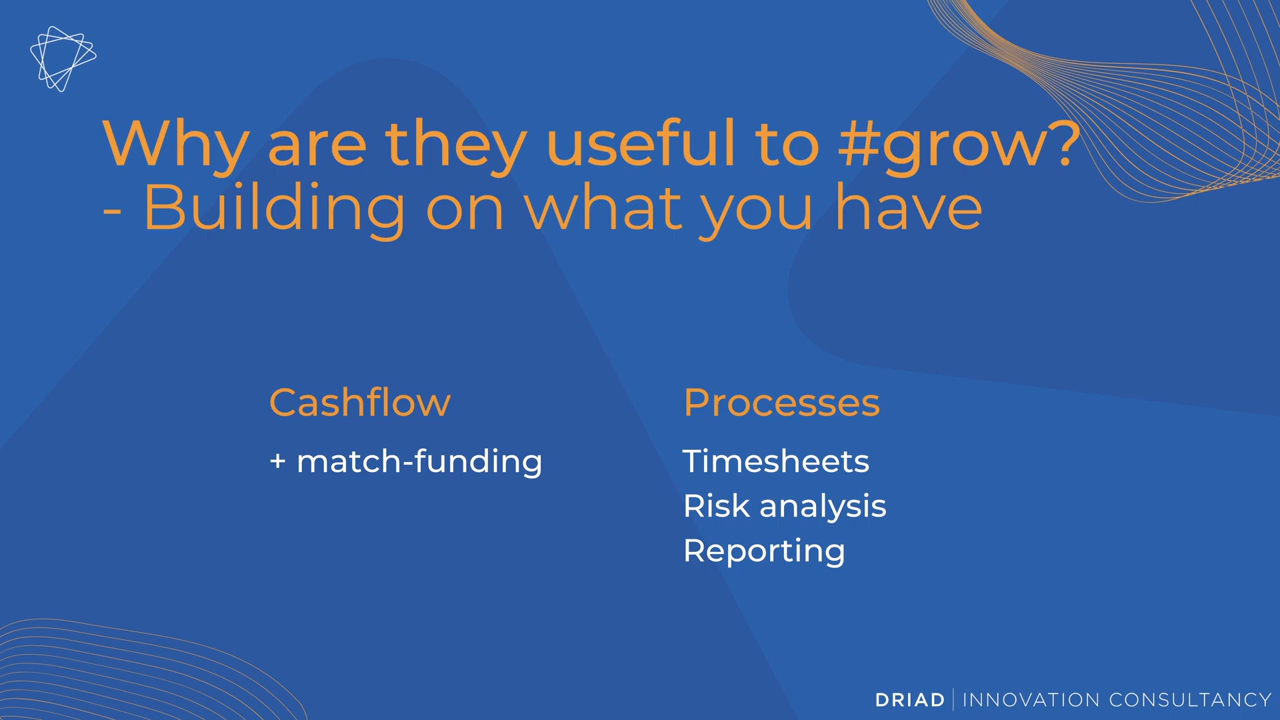 Why are they useful to #grow?
- Building on what you have
Cashflow
+ match-funding
Processes
Timesheets
Risk analysis
Reporting
DRIAD | INNOVATION CONSULTANCY